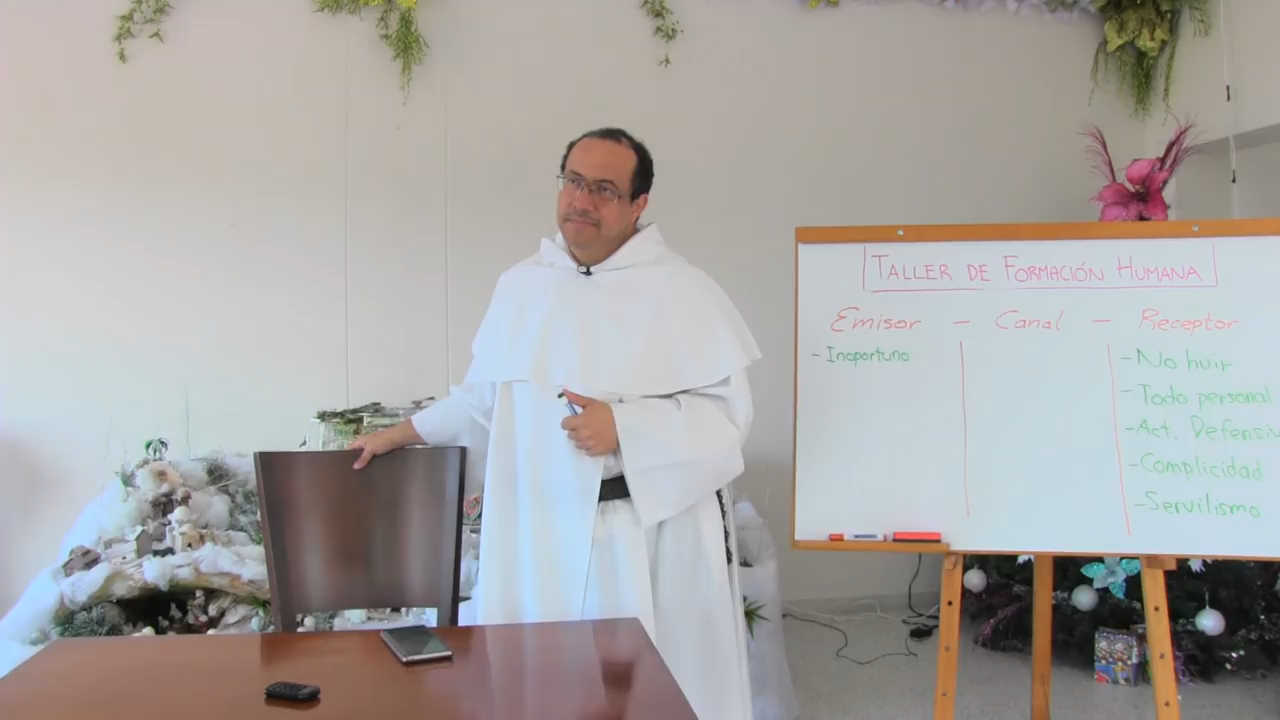 TALLER DE FORMACIÓN HUMANA
Emisor - Canal - Receptor
- Inoportuno
- No huir
- Todo personal
- Act. Defensiv
- Complicidad
- Servilismo